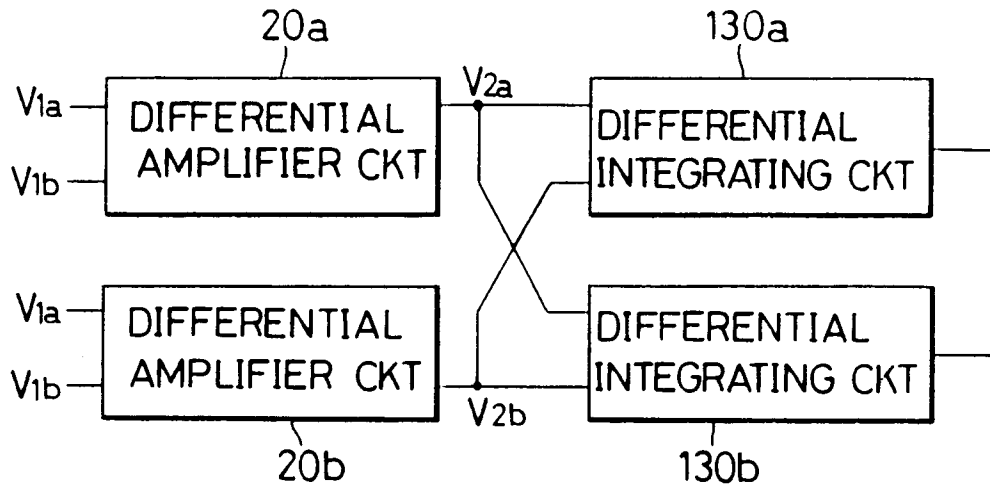 20a
130a
V1a
V1b
DIFFERENTIAL
AMPLIFIER CKT
V2a
DIFFERENTIAL
INTEGRATING CKT
V1a
V1b
DIFFERENTIAL
AMPLIFIER CKT
V2b
DIFFERENTIAL
INTEGRATING CKT
20b
130b